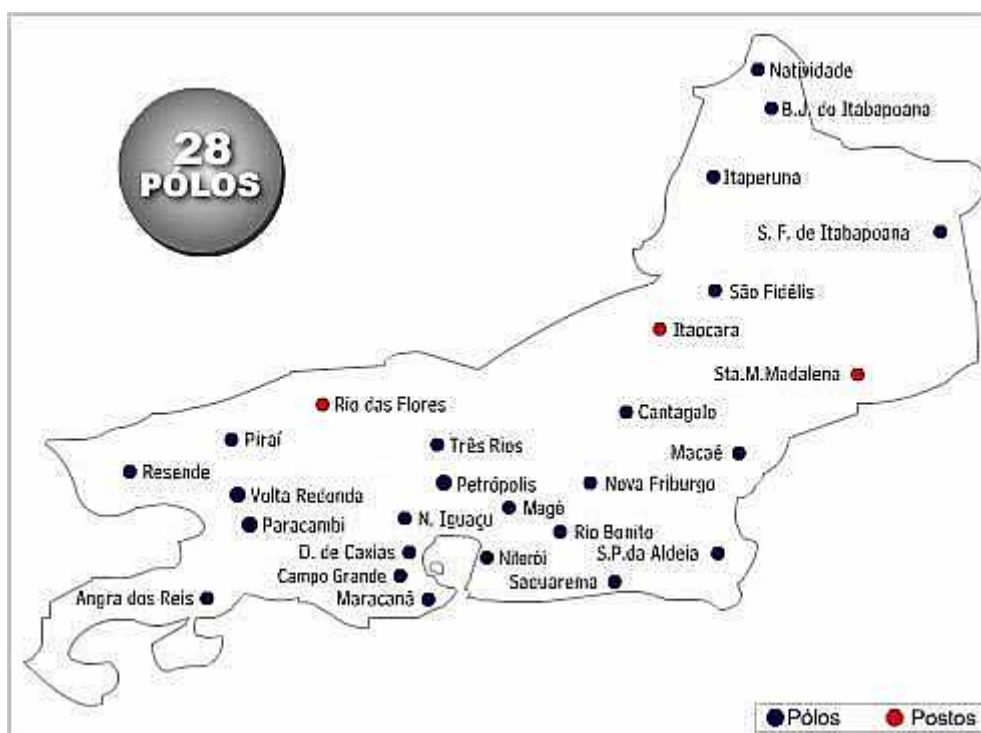 28
PÓLOS
Natividade
B.J. do Itabapoana
Itaperuna
S. F. de Itabapoana
São Fidélis
Itaocara
Sta.M.Madalena
Rio das Flores
Cantagalo
Piraí
Três Rios
Macaé
Resende
Petrópolis
Nova Friburgo
Volta Redonda
Magé
N. Iguaçu
Paracambi
Rio Bonito
D. de Caxias
Niterói
S.P.da Aldeia
Campo Grande
Saquarema
Angra dos Reis
Maracanã
Pólos
Postos